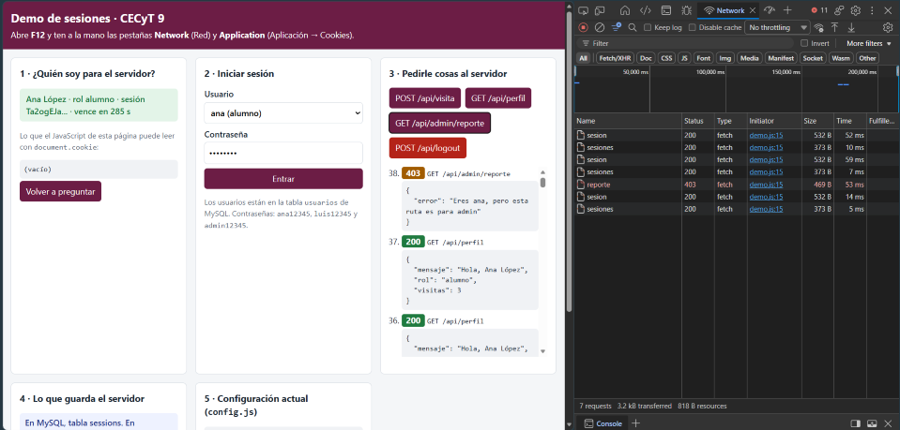 Demo de sesiones · CECyT 9
Abre F12 y ten a la mano las pestañas Network (Red) y Application (Aplicación → Cookies).
1 · ¿Quién soy para el servidor?
Ana López · rol alumno · sesión
Ta2ogEJa... · vence en 285 s
Lo que el JavaScript de esta página puede leer
con document.cookie:
(vacío)
Volver a preguntar
2 · Iniciar sesión
Usuario
ana (alumno)
Contraseña
••••••••
Entrar
Los usuarios están en la tabla usuarios de
MySQL. Contraseñas: ana12345, luis12345 y
admin12345.
3 · Pedirle cosas al servidor
POST /api/visita GET /api/perfil
GET /api/admin/reporte
POST /api/logout
38. 403 GET /api/admin/reporte
{
"error": "Eres ana, pero esta
ruta es para admin"
}
37. 200 GET /api/perfil
{
"mensaje": "Hola, Ana López",
"rol": "alumno",
"visitas": 3
}
36. 200 GET /api/perfil
{
"mensaje": "Hola, Ana López",
4 · Lo que guarda el servidor
En MySQL, tabla sessions. En
5 · Configuración actual
(config.js)
Network
11
Keep log Disable cache No throttling
Filter Invert More filters
All Fetch/XHR Doc CSS JS Font Img Media Manifest Socket Wasm Other
50,000 ms 100,000 ms 150,000 ms 200,000 ms
Name Status Type Initiator Size Time Fulfille...
sesion 200 fetch demo.js:15 532 B 52 ms
sesiones 200 fetch demo.js:15 373 B 10 ms
sesion 200 fetch demo.js:15 532 B 59 ms
sesiones 200 fetch demo.js:15 373 B 7 ms
reporte 403 fetch demo.js:15 469 B 53 ms
sesion 200 fetch demo.js:15 532 B 14 ms
sesiones 200 fetch demo.js:15 373 B 5 ms
7 requests 3.2 kB transferred 818 B resources
Console